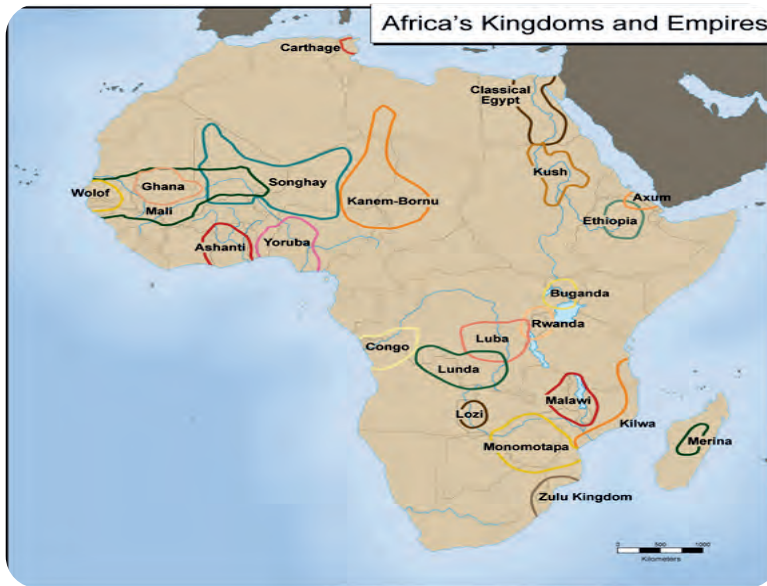 Africa's Kingdoms and Empires
Carthage
Classical
Egypt
Wolof
Ghana
Songhay
Kanem-Bornu
Kush
Axum
Mali
Ethiopia
Ashanti
Yoruba
Buganda
Rwanda
Congo
Luba
Lunda
Malawi
Lozi
Kilwa
Monomotapa
Merina
Zulu Kingdom
0 500 1000
Kilometers